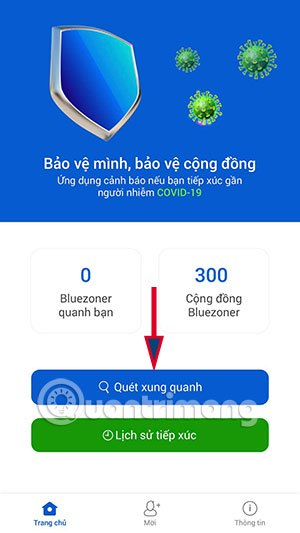 Bảo vệ mình, bảo vệ cộng đồng
Ứng dụng cảnh báo nếu bạn tiếp xúc gần
người nhiễm COVID-19
0
Bluezoner
quanh bạn
300
Cộng đồng
Bluezoner
Quét xung quanh
Quantrimang
Lịch sử tiếp xúc
Trang chủ
Mời
Thông tin